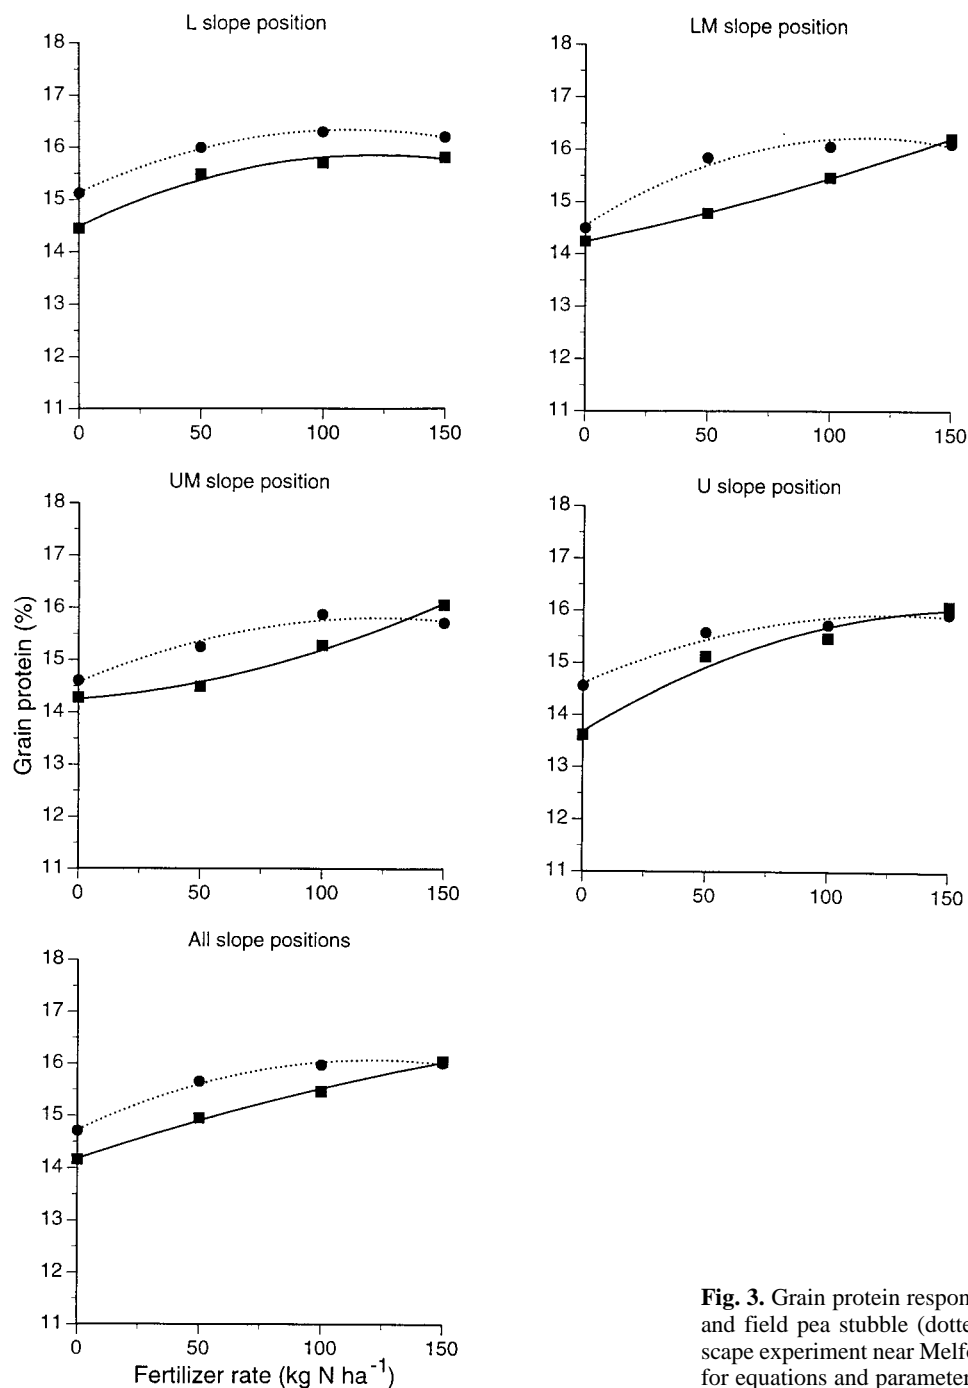 L slope position
18
17
16
15
14
13
12
11
0 50 100 150
LM slope position
18
17
16
15
14
13
12
11
0 50 100 150
UM slope position
18
17
16
15
14
13
12
11
0 50 100 150
U slope position
18
17
16
15
14
13
12
11
0 50 100 150
Grain protein (%)
All slope positions
18
17
16
15
14
13
12
11
0 50 100 150
Fertilizer rate (kg N ha⁻¹)
Fig. 3. Grain protein respon
and field pea stubble (dotte
scape experiment near Melfo
for equations and parameter